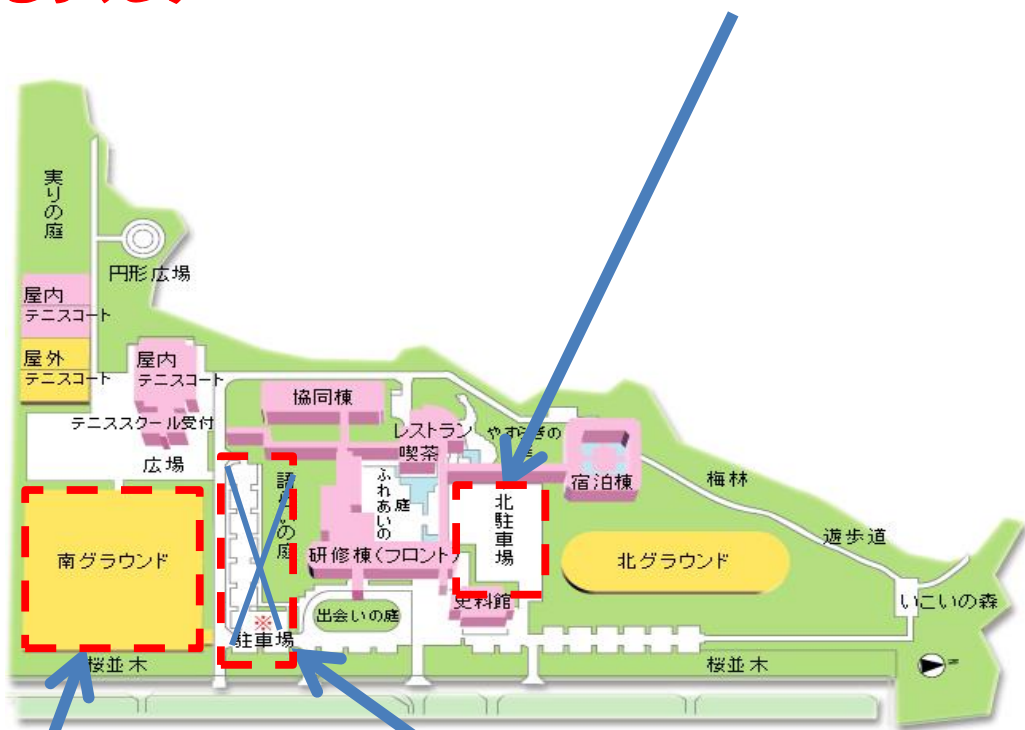 実りの庭
円形広場
屋内
テニスコート
屋外
テニスコート
屋内
テニスコート
テニススクール受付
広場
協同棟
レストラン
喫茶
やすらぎの
宿泊棟
梅林
遊歩道
いこいの森
ふれあいの
庭
北駐車場
北グラウンド
南グラウンド
研修棟(フロント)
史料館
出会いの庭
※
駐車場
桜並木
桜並木